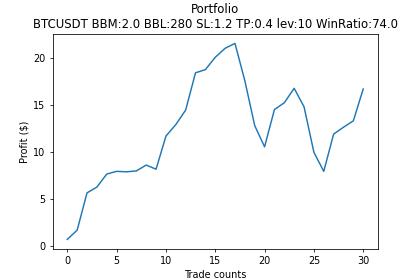 Portfolio
BTCUSDT BBM:2.0 BBL:280 SL:1.2 TP:0.4 lev:10 WinRatio:74.0
Profit ($)
20
15
10
5
0
0 5 10 15 20 25 30
Trade counts